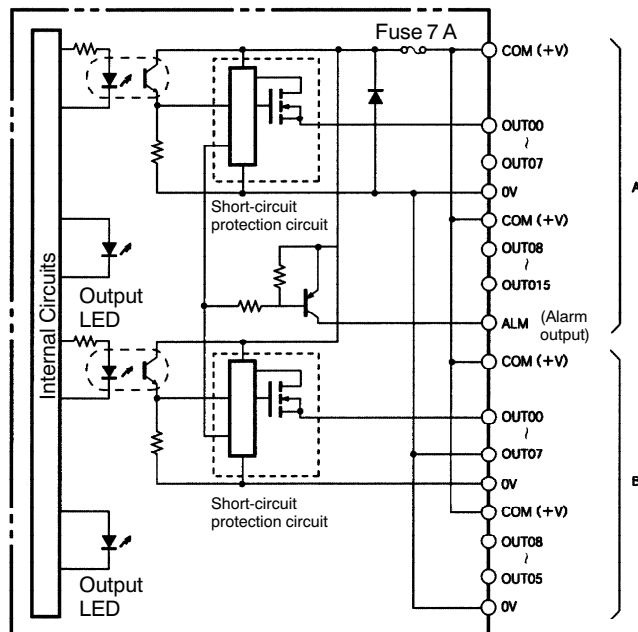 Fuse 7 A
COM (+V)
OUT00
~
OUT07
0V
COM (+V)
OUT08
~
OUT015
ALM (Alarm output)
A
COM (+V)
OUT00
~
OUT07
0V
COM (+V)
OUT08
~
OUT05
0V
B
Internal Circuits
Short-circuit
protection circuit
Output
LED
Short-circuit
protection circuit
Output
LED